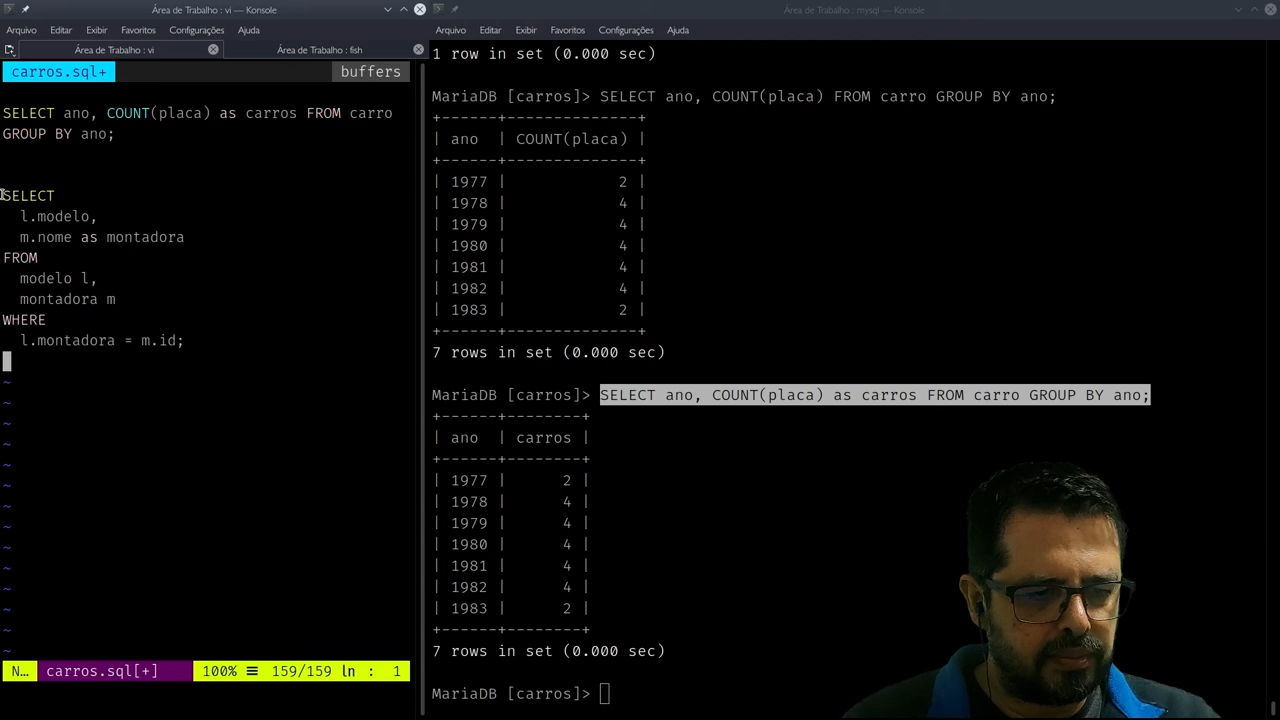 Área de Trabalho : vi — Konsole
Arquivo Editar Exibir Favoritos Configurações Ajuda
Área de Trabalho : vi
Área de Trabalho : fish
carros.sql+
buffers
SELECT ano, COUNT(placa) as carros FROM carro
GROUP BY ano;
SELECT
l.modelo,
m.nome as montadora
FROM
modelo l,
montadora m
WHERE
l.montadora = m.id;
~
~
~
~
~
~
~
~
~
~
~
~
~
~
N… carros.sql[+] 100% ≡ 159/159 ln : 1
Área de Trabalho : mysql — Konsole
Arquivo Editar Exibir Favoritos Configurações Ajuda
1 row in set (0.000 sec)
MariaDB [carros]> SELECT ano, COUNT(placa) FROM carro GROUP BY ano;
+------+--------------+
| ano | COUNT(placa) |
+------+--------------+
| 1977 | 2 |
| 1978 | 4 |
| 1979 | 4 |
| 1980 | 4 |
| 1981 | 4 |
| 1982 | 4 |
| 1983 | 2 |
+------+--------------+
7 rows in set (0.000 sec)
MariaDB [carros]> SELECT ano, COUNT(placa) as carros FROM carro GROUP BY ano;
+------+--------+
| ano | carros |
+------+--------+
| 1977 | 2 |
| 1978 | 4 |
| 1979 | 4 |
| 1980 | 4 |
| 1981 | 4 |
| 1982 | 4 |
| 1983 | 2 |
+------+--------+
7 rows in set (0.000 sec)
MariaDB [carros]>